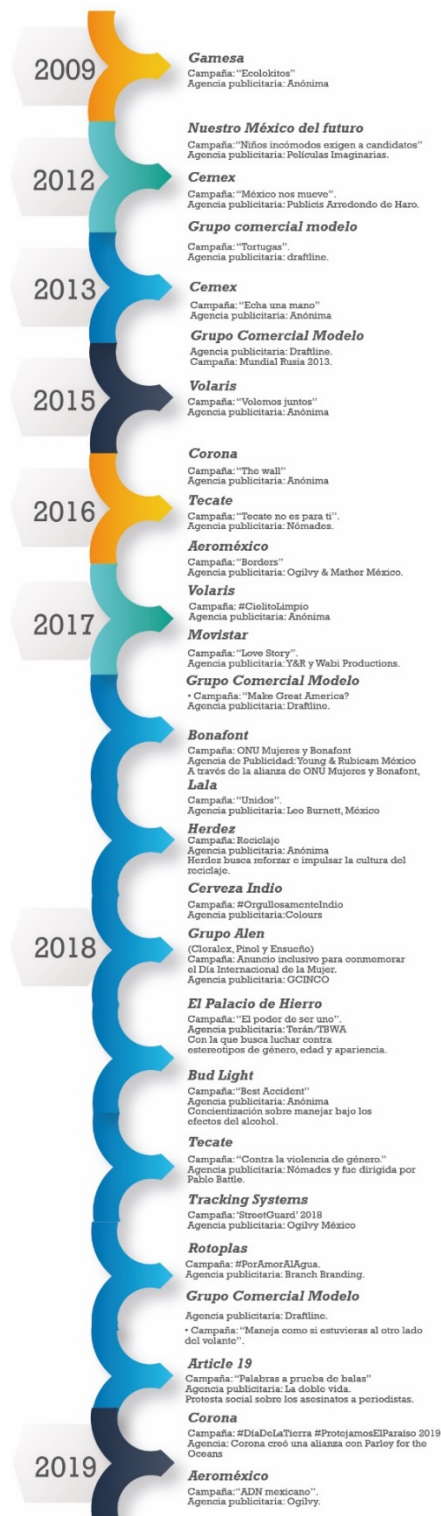 2009
Gamesa
Campaña: "Ecolokitos"
Agencia publicitaria: Anónima
Nuestro México del futuro
Campaña: "Niños incómodos exigen a candidatos"
Agencia publicitaria: Películas Imaginarias.
2012
Cemex
Campaña: "México nos mueve".
Agencia publicitaria: Publicis Arredondo de Haro.
Grupo comercial modelo
Campaña: "Tortugas".
Agencia publicitaria: draftline.
2013
Cemex
Campaña: "Echa una mano"
Agencia publicitaria: Anónima
Grupo Comercial Modelo
Agencia publicitaria: Draftline.
Campaña: Mundial Rusia 2013.
2015
Volaris
Campaña: "Volemos juntos"
Agencia publicitaria: Anónima
Corona
Campaña: "The wall"
Agencia publicitaria: Anónima
2016
Tecate
Campaña: "Tecate no es para ti".
Agencia publicitaria: Nómades.
Aeroméxico
Campaña: "Borders"
Agencia publicitaria: Ogilvy & Mather México.
2017
Volaris
Campaña: #CielitoLimpio
Agencia publicitaria: Anónima
Movistar
Campaña: "Love Story".
Agencia publicitaria: Y&R y Wabi Productions.
Grupo Comercial Modelo
• Campaña: "Make Great America?
Agencia publicitaria: Draftline.
Bonafont
Campaña: ONU Mujeres y Bonafont
Agencia de Publicidad: Young & Rubicam México
A través de la alianza de ONU Mujeres y Bonafont,
Lala
Campaña: "Unidos".
Agencia publicitaria: Leo Burnett, México
Herdez
Campaña: Reciclaje
Agencia publicitaria: Anónima
Herdez busca reforzar e impulsar la cultura del
reciclaje.
Cerveza Indio
Campaña: #OrgullosamenteIndio
Agencia publicitaria: Colours
2018
Grupo Alen
(Cloralex, Pinol y Ensueño)
Campaña: Anuncio inclusivo para conmemorar
el Día Internacional de la Mujer.
Agencia publicitaria: GCINCO
El Palacio de Hierro
Campaña: "El poder de ser uno".
Agencia publicitaria: Terán/TBWA
Con la que busca luchar contra
estereotipos de género, edad y apariencia.
Bud Light
Campaña: "Best Accident"
Agencia publicitaria: Anónima
Concientización sobre manejar bajo los
efectos del alcohol.
Tecate
Campaña: "Contra la violencia de género."
Agencia publicitaria: Nómades y fue dirigida por
Pablo Battle.
Tracking Systems
Campaña: 'StreetGuard' 2018
Agencia publicitaria: Ogilvy México
Rotoplas
Campaña: #PorAmorAlAgua.
Agencia publicitaria: Branch Branding.
Grupo Comercial Modelo
Agencia publicitaria: Draftline.
• Campaña: "Maneja como si estuvieras al otro lado
del volante".
Article 19
Campaña: "Palabras a prueba de balas"
Agencia publicitaria: La doble vida.
Protesta social sobre los asesinatos a periodistas.
Corona
Campaña: #DíaDeLaTierra #ProtejamosElParaíso 2019
Agencia: Corona creó una alianza con Parley for the
Oceans
2019
Aeroméxico
Campaña: "ADN mexicano".
Agencia publicitaria: Ogilvy.